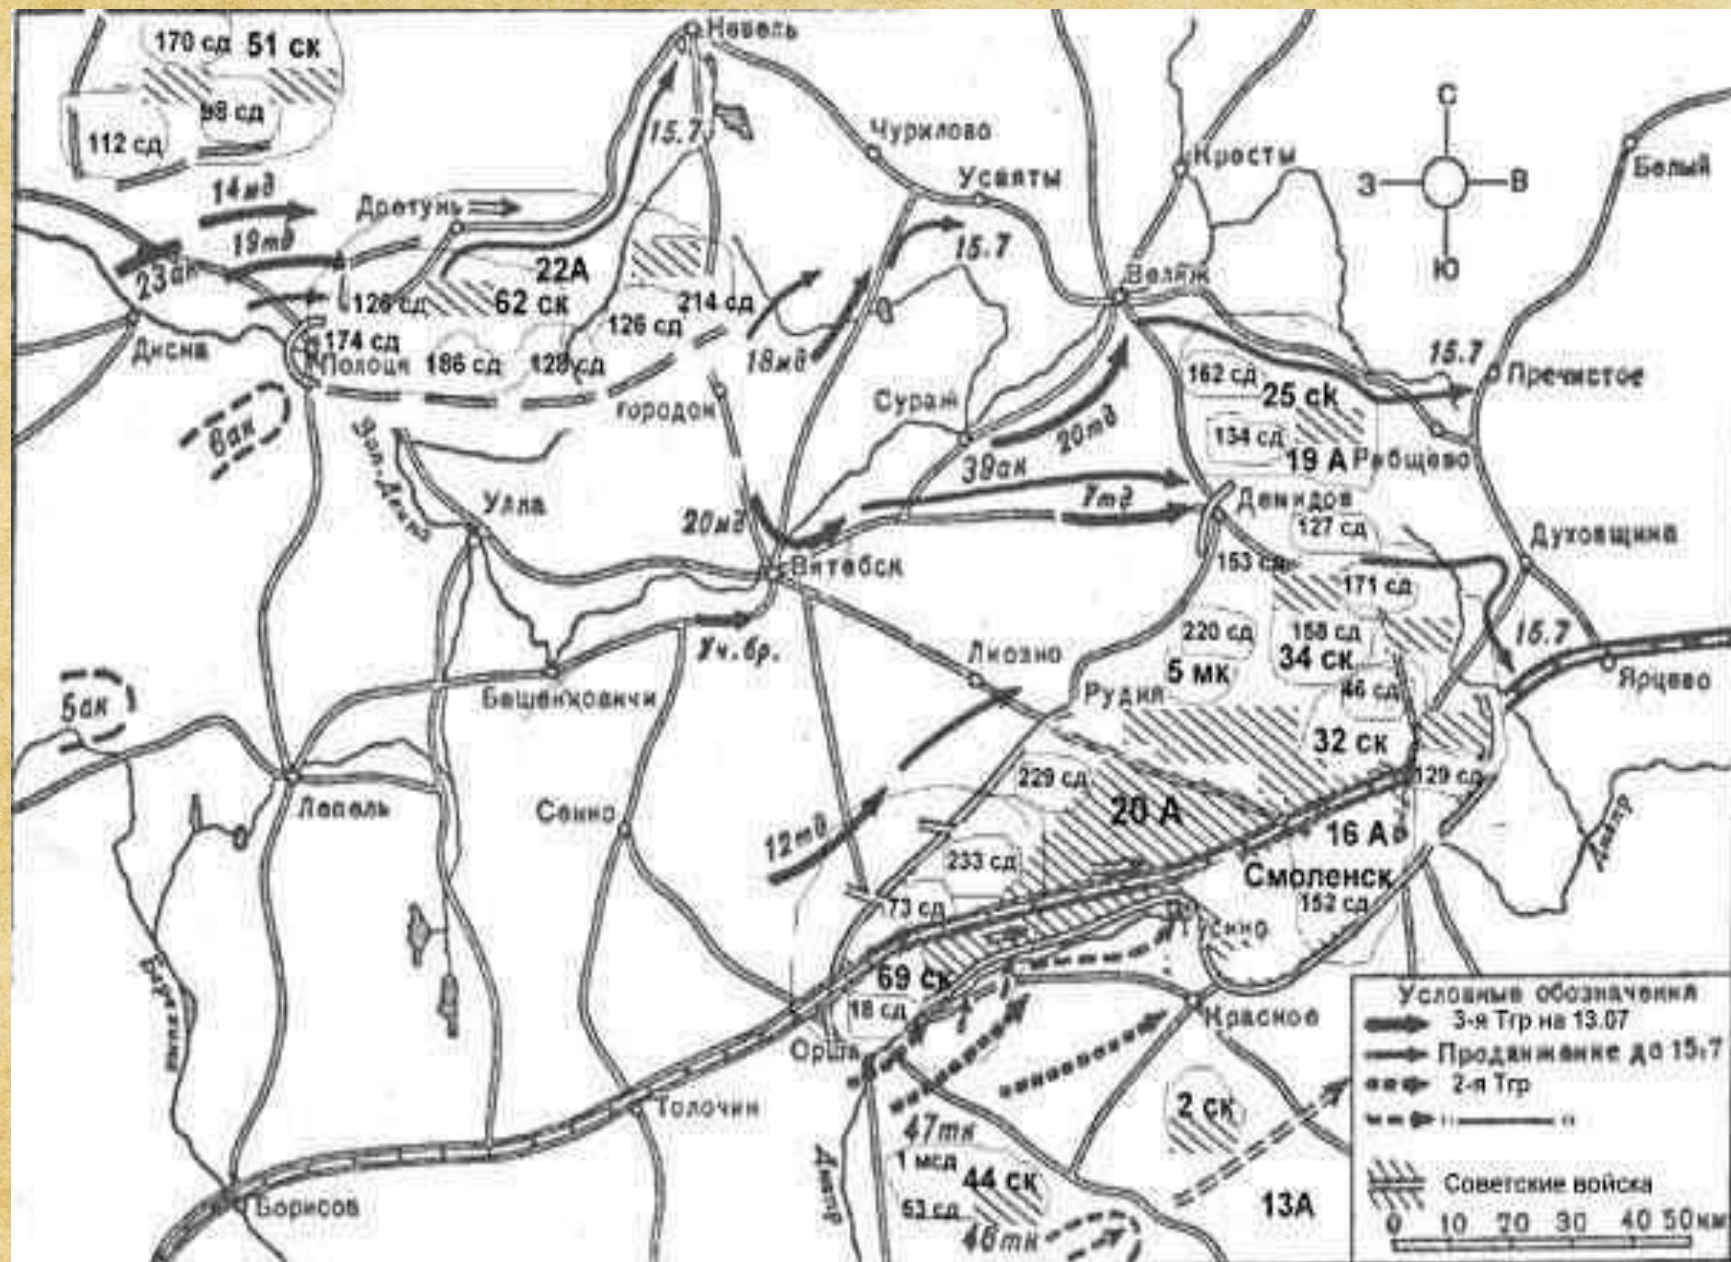 Невель
170 сд 51 ск
98 сд
112 сд
15.7
Чурилово
Кресты
С
З
В
Ю
Белый
Усвяты
14мд
Дретунь
19тд
23ак
22А
62 ск
126 сд
214 сд
126 сд
15.7
Велиж
Дисна
174 сд
Полоцк
186 сд
128 сд
18мд
городок
Сураж
162 сд
25 ск
15.7
Пречистое
6ак
134 сд
19 А
Рибщево
20тд
39ак
Зап. Двина
Улла
20мд
7тд
Демидов
127 сд
Духовщина
Витебск
153 сд
171 сд
Уч. бр.
Лиозно
220 сд
5 мк
158 сд
34 ск
15.7
46 сд
Ярцево
5ак
Бешенковичи
Рудня
32 ск
Лепель
Сенно
229 сд
20 А
129 сд
12тд
16 А
Днепр
233 сд
Смоленск
73 сд
152 сд
Гусино
Березина
69 ск
18 сд
Орша
Красное
Толочин
47тк
2 ск
Днепр
1 мсд
44 ск
53 сд
46тк
13А
Борисов
Условные обозначения
3-я Тгр на 13.07
Продвижение до 15.7
2-я Тгр
Советские войска
0 10 20 30 40 50км